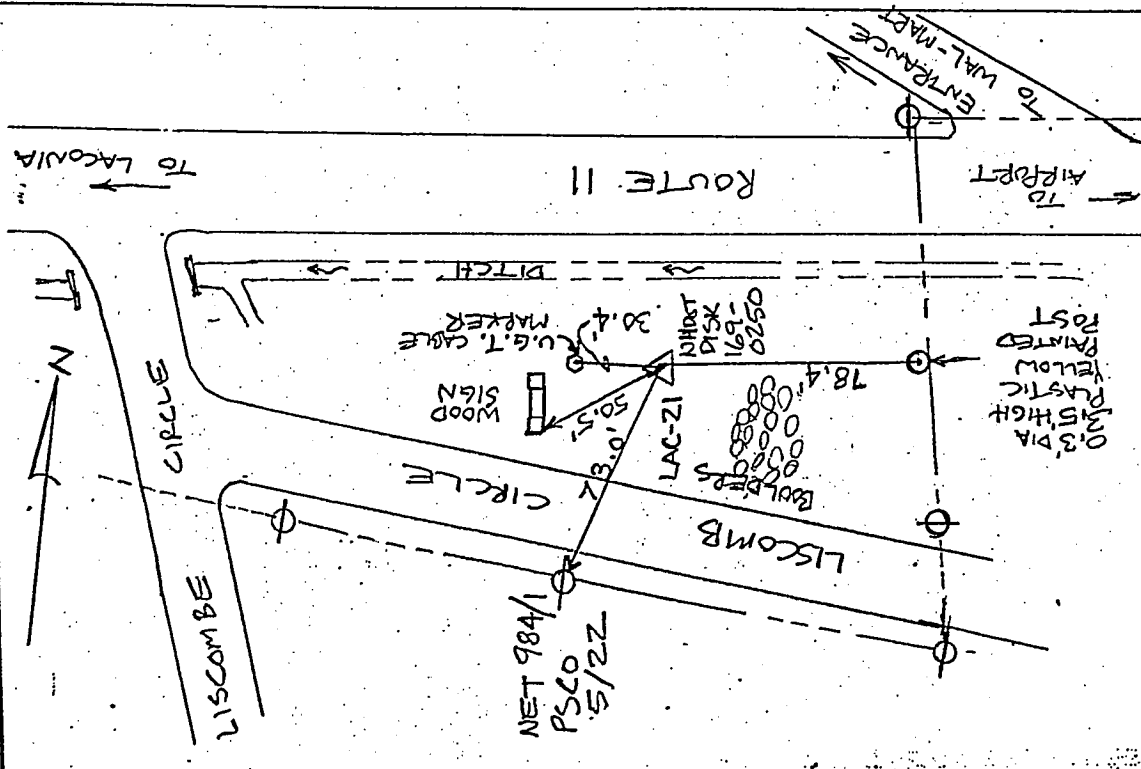 ENTRANCE
TO WAL-MART
TO LACONIA
ROUTE 11
TO
AIRPORT
DITCH
U.G.T. CABLE
MARKER
30.4'
NHDOT
DISK
169-
0250
WOOD
SIGN
50.5'
LAC-21
78.4'
0.3' DIA
3.5' HIGH
PLASTIC
YELLOW
PAINTED
POST
N
CIRCLE
CIRCLE
73.0'
BOULDERS
LISCOMB
LISCOMBE
NET 984/1
PSCO
5/22